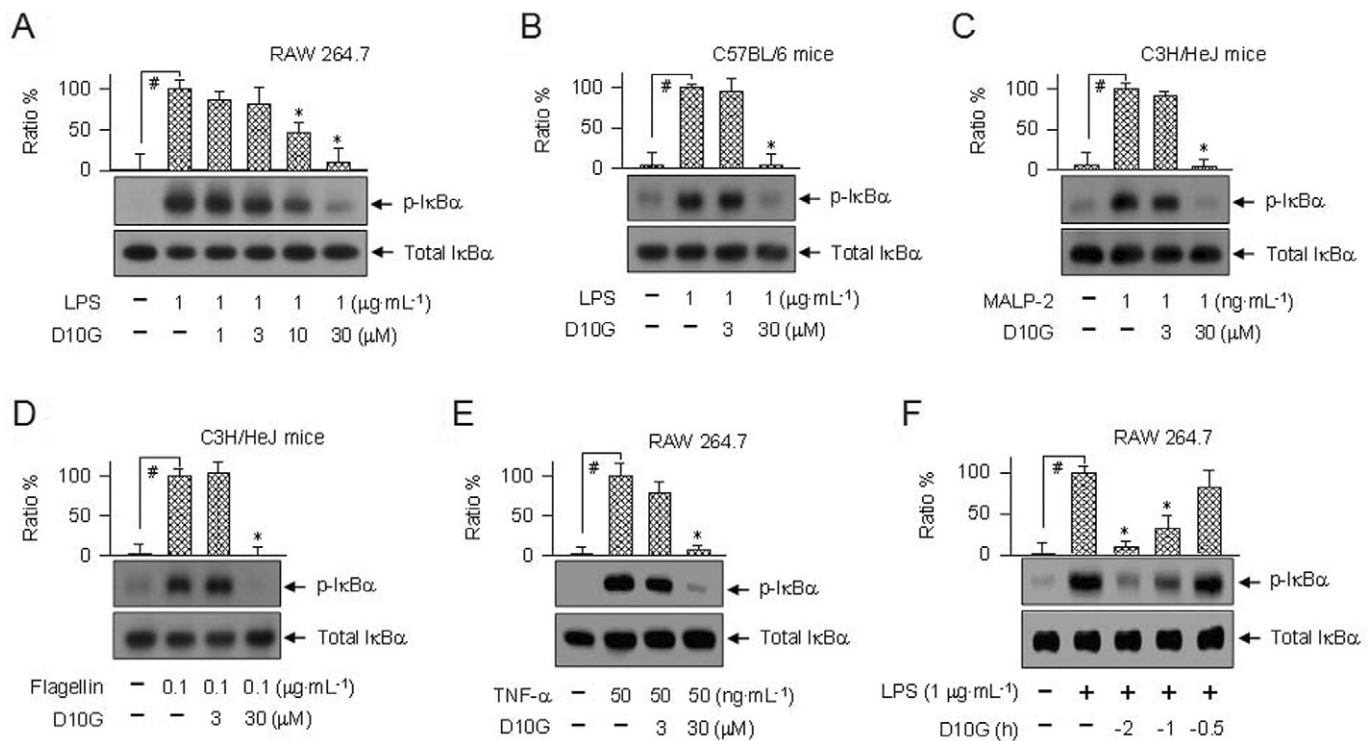 A
RAW 264.7
Ratio %
100
50
0
#
*
*
p-IκBα
Total IκBα
LPS – 1 1 1 1 1 (μg·mL⁻¹)
D10G – – 1 3 10 30 (μM)
B
C57BL/6 mice
Ratio %
100
50
0
#
*
p-IκBα
Total IκBα
LPS – 1 1 1 (μg·mL⁻¹)
D10G – – 3 30 (μM)
C
C3H/HeJ mice
Ratio %
100
50
0
#
*
p-IκBα
Total IκBα
MALP-2 – 1 1 1 (ng·mL⁻¹)
D10G – – 3 30 (μM)
D
C3H/HeJ mice
Ratio %
100
50
0
#
*
p-IκBα
Total IκBα
Flagellin – 0.1 0.1 0.1 (μg·mL⁻¹)
D10G – – 3 30 (μM)
E
RAW 264.7
Ratio %
100
50
0
#
*
p-IκBα
Total IκBα
TNF-α – 50 50 50 (ng·mL⁻¹)
D10G – – 3 30 (μM)
F
RAW 264.7
Ratio %
100
50
0
#
*
*
p-IκBα
Total IκBα
LPS (1 μg·mL⁻¹) – + + + +
D10G (h) -2 -1 -0.5